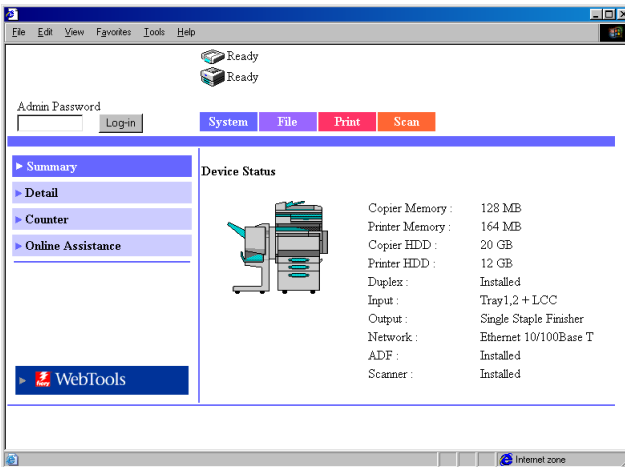 File Edit View Favorites Tools Help
Ready
Ready
Admin Password
Log-in
System File Print Scan
Summary
Detail
Counter
Online Assistance
Device Status
Copier Memory : 128 MB
Printer Memory : 164 MB
Copier HDD : 20 GB
Printer HDD : 12 GB
Duplex : Installed
Input : Tray1,2 + LCC
Output : Single Staple Finisher
Network : Ethernet 10/100Base T
ADF : Installed
Scanner : Installed
fiery WebTools
Internet zone